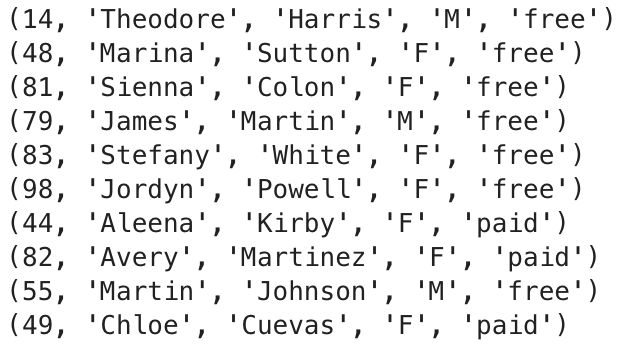 (14, 'Theodore', 'Harris', 'M', 'free')
(48, 'Marina', 'Sutton', 'F', 'free')
(81, 'Sienna', 'Colon', 'F', 'free')
(79, 'James', 'Martin', 'M', 'free')
(83, 'Stefany', 'White', 'F', 'free')
(98, 'Jordyn', 'Powell', 'F', 'free')
(44, 'Aleena', 'Kirby', 'F', 'paid')
(82, 'Avery', 'Martinez', 'F', 'paid')
(55, 'Martin', 'Johnson', 'M', 'free')
(49, 'Chloe', 'Cuevas', 'F', 'paid')